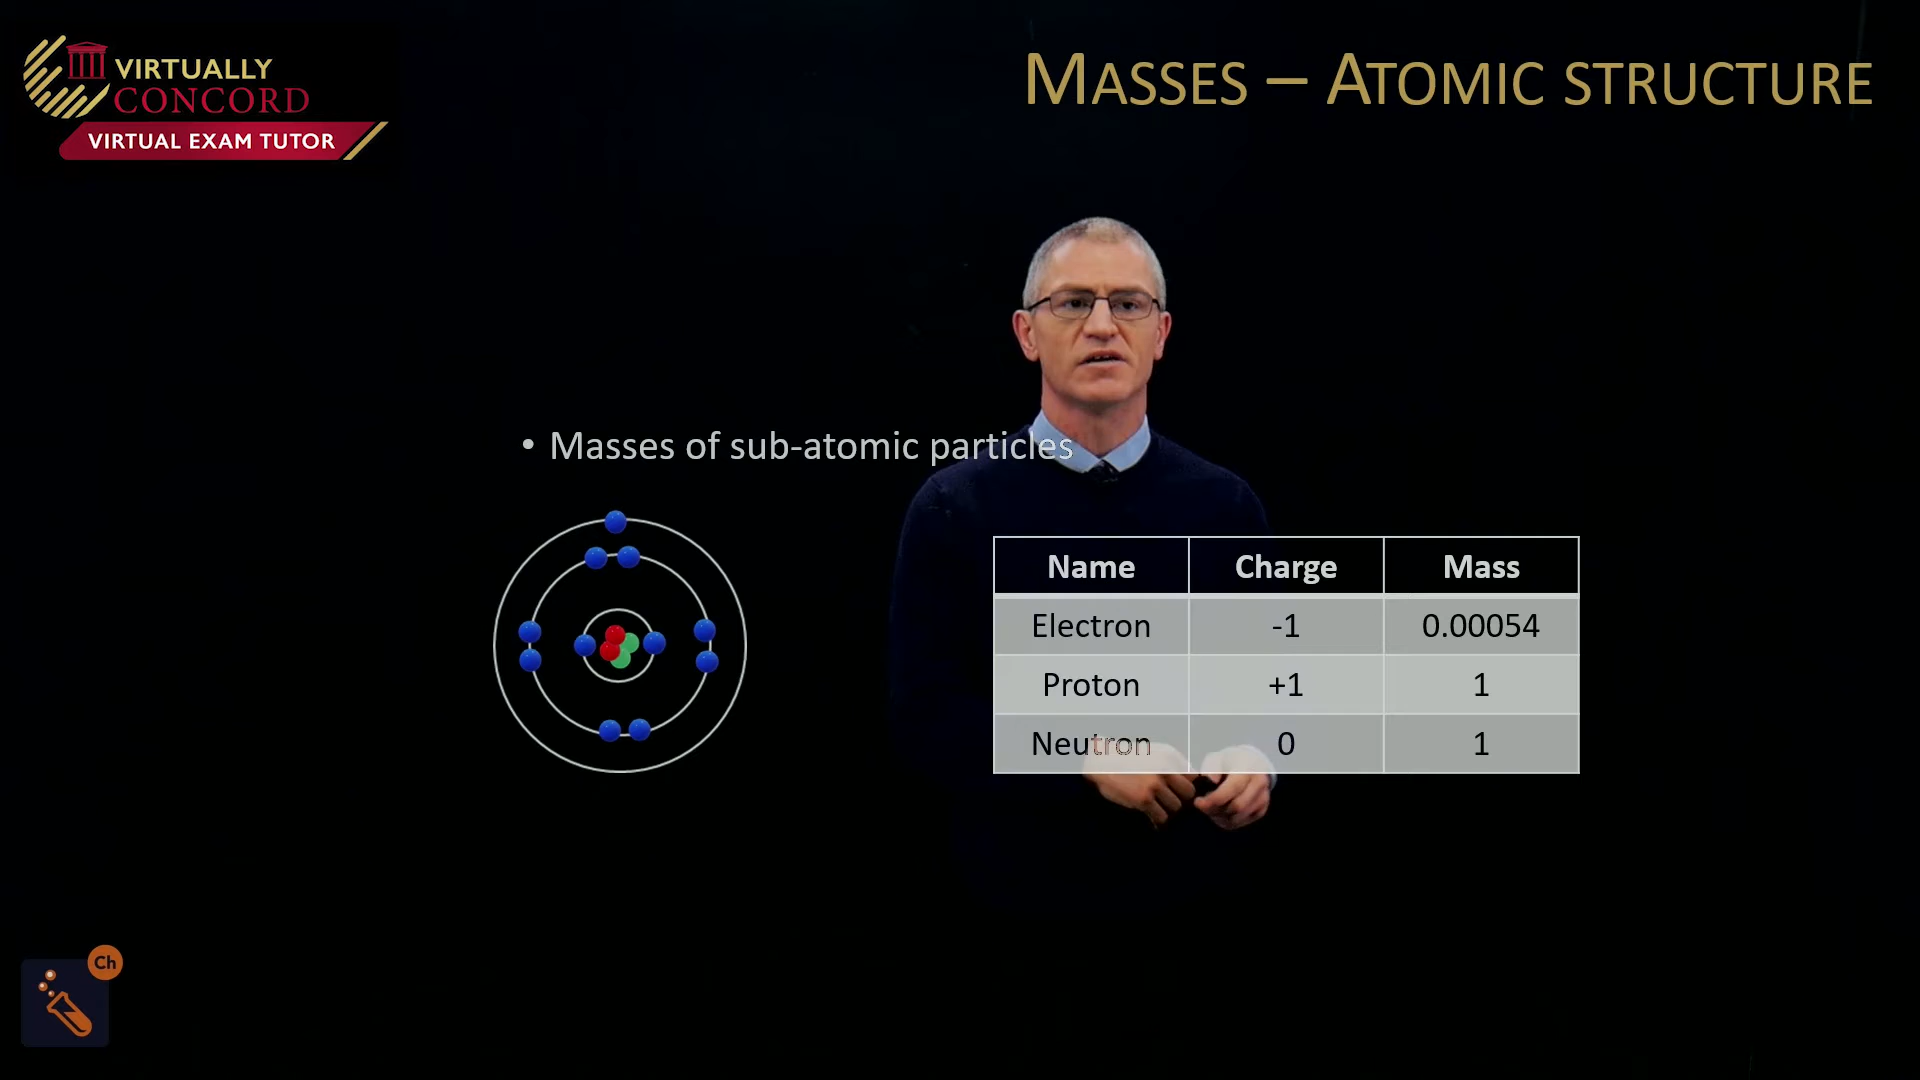 VIRTUALLY
CONCORD
VIRTUAL EXAM TUTOR
MASSES – ATOMIC STRUCTURE
• Masses of sub-atomic particles
Name Charge Mass
Electron -1 0.00054
Proton +1 1
Neutron 0 1
Ch